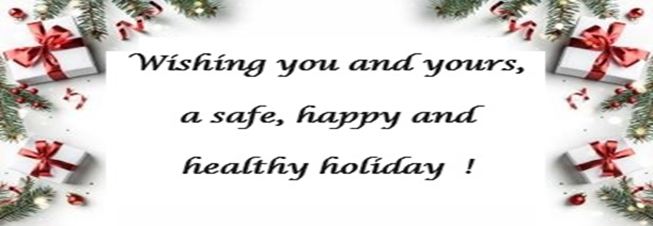 Wishing you and yours,
a safe, happy and
healthy holiday !